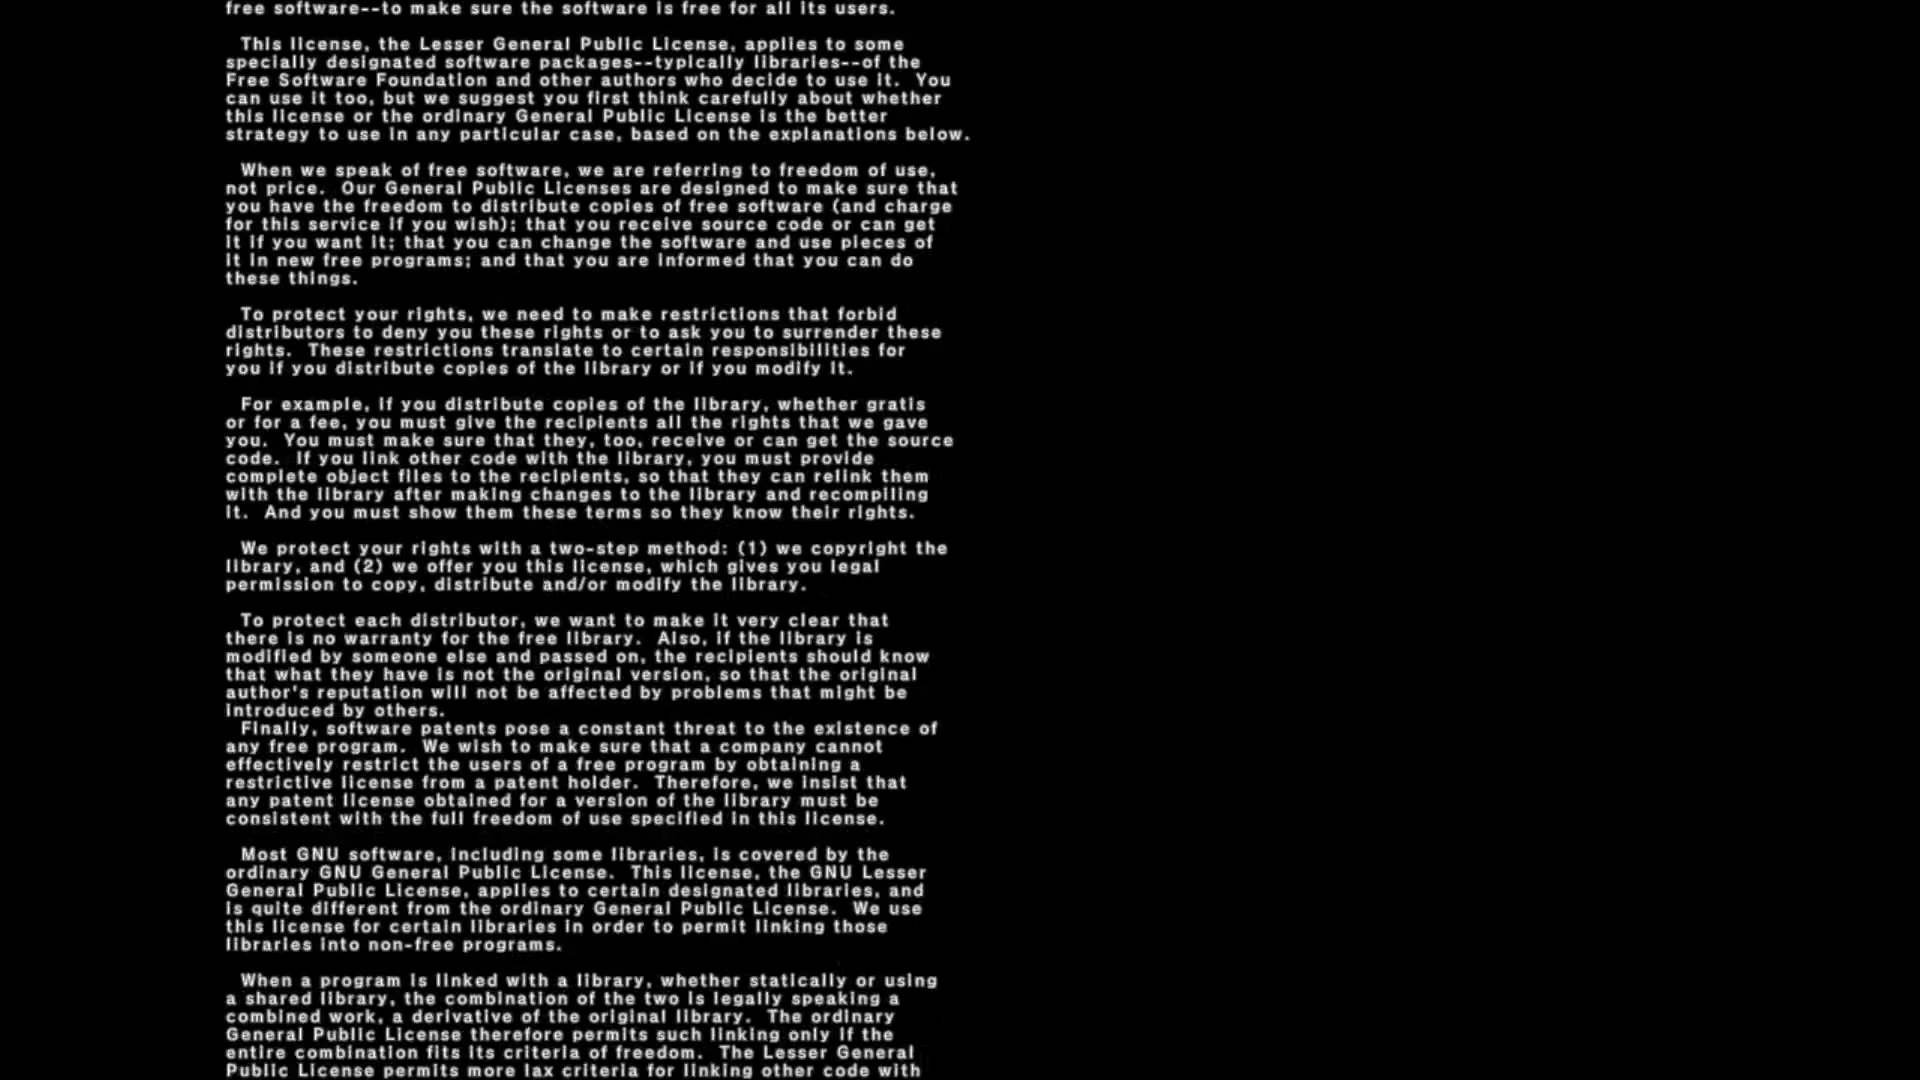 free software--to make sure the software is free for all its users.
This license, the Lesser General Public License, applies to some
specially designated software packages--typically libraries--of the
Free Software Foundation and other authors who decide to use it.  You
can use it too, but we suggest you first think carefully about whether
this license or the ordinary General Public License is the better
strategy to use in any particular case, based on the explanations below.
When we speak of free software, we are referring to freedom of use,
not price.  Our General Public Licenses are designed to make sure that
you have the freedom to distribute copies of free software (and charge
for this service if you wish); that you receive source code or can get
it if you want it; that you can change the software and use pieces of
it in new free programs; and that you are informed that you can do
these things.
To protect your rights, we need to make restrictions that forbid
distributors to deny you these rights or to ask you to surrender these
rights.  These restrictions translate to certain responsibilities for
you if you distribute copies of the library or if you modify it.
For example, if you distribute copies of the library, whether gratis
or for a fee, you must give the recipients all the rights that we gave
you.  You must make sure that they, too, receive or can get the source
code.  If you link other code with the library, you must provide
complete object files to the recipients, so that they can relink them
with the library after making changes to the library and recompiling
it.  And you must show them these terms so they know their rights.
We protect your rights with a two-step method: (1) we copyright the
library, and (2) we offer you this license, which gives you legal
permission to copy, distribute and/or modify the library.
To protect each distributor, we want to make it very clear that
there is no warranty for the free library.  Also, if the library is
modified by someone else and passed on, the recipients should know
that what they have is not the original version, so that the original
author's reputation will not be affected by problems that might be
introduced by others.
Finally, software patents pose a constant threat to the existence of
any free program.  We wish to make sure that a company cannot
effectively restrict the users of a free program by obtaining a
restrictive license from a patent holder.  Therefore, we insist that
any patent license obtained for a version of the library must be
consistent with the full freedom of use specified in this license.
Most GNU software, including some libraries, is covered by the
ordinary GNU General Public License.  This license, the GNU Lesser
General Public License, applies to certain designated libraries, and
is quite different from the ordinary General Public License.  We use
this license for certain libraries in order to permit linking those
libraries into non-free programs.
When a program is linked with a library, whether statically or using
a shared library, the combination of the two is legally speaking a
combined work, a derivative of the original library.  The ordinary
General Public License therefore permits such linking only if the
entire combination fits its criteria of freedom.  The Lesser General
Public License permits more lax criteria for linking other code with